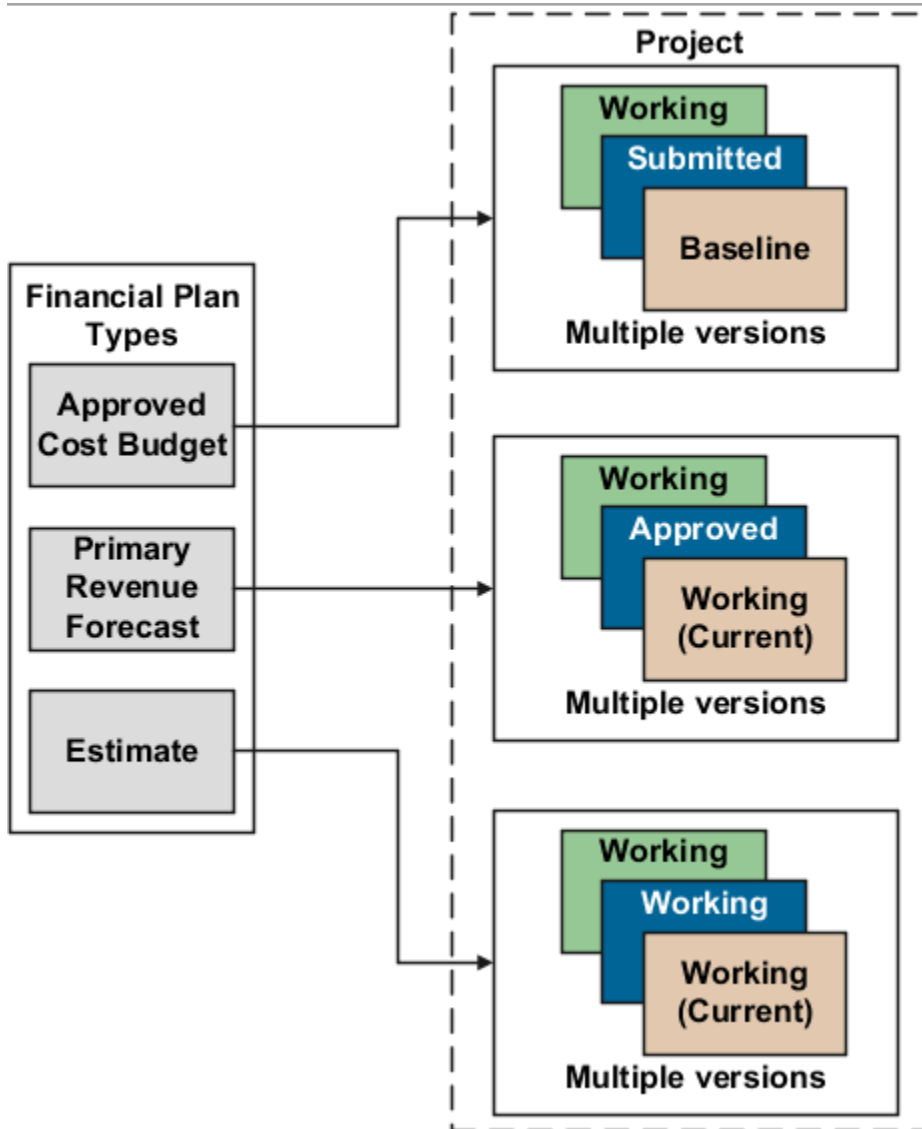 Project
Working
Submitted
Baseline
Multiple versions
Financial Plan
Types
Approved
Cost Budget
Primary
Revenue
Forecast
Estimate
Working
Approved
Working
(Current)
Multiple versions
Working
Working
Working
(Current)
Multiple versions